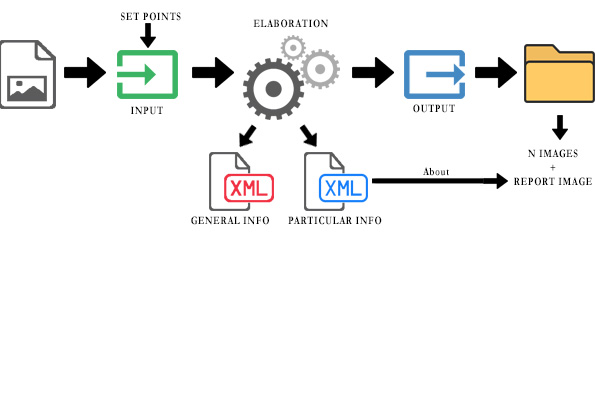 SET POINTS
ELABORATION
INPUT
OUTPUT
N IMAGES
+
REPORT IMAGE
About
XML
XML
GENERAL INFO
PARTICULAR INFO